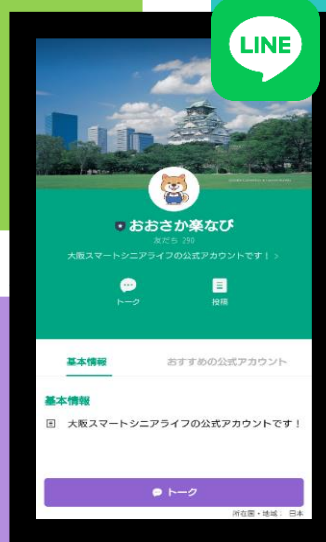 LINE
おおさか楽なび
友だち 290
大阪スマートシニアライフの公式アカウントです！ >
トーク
投稿
基本情報
おすすめの公式アカウント
基本情報
大阪スマートシニアライフの公式アカウントです！
トーク
所在国・地域： 日本